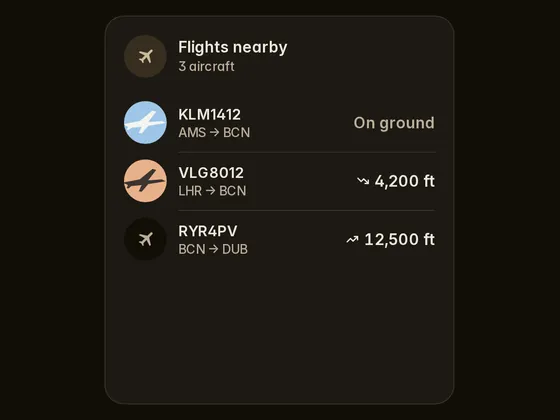 Flights nearby
3 aircraft
KLM1412
AMS → BCN
On ground
VLG8012
LHR → BCN
4,200 ft
RYR4PV
BCN → DUB
12,500 ft